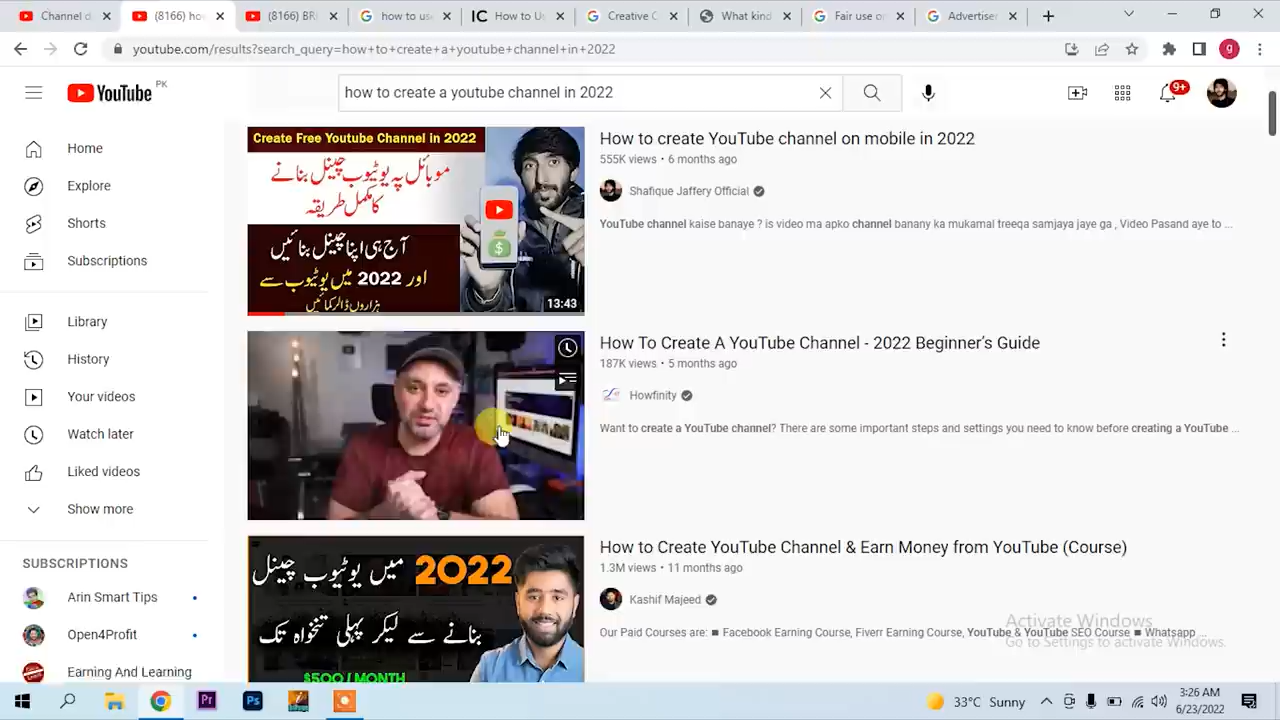 Channel d
(8166) ho
(8166) BR
how to us
IC How to U
Creative C
What kind
Fair use o
Advertiser
youtube.com/results?search_query=how+to+create+a+youtube+channel+in+2022
g
YouTube PK
how to create a youtube channel in 2022
9+
Home
Explore
Shorts
Subscriptions
Library
History
Your videos
Watch later
Liked videos
Show more
SUBSCRIPTIONS
Arin Smart Tips
Open4Profit
Earning And Learning
Create Free Youtube Channel in 2022
موبائل پہ یوٹیوب چینل بنانے
کا مکمل طریقہ
آج ہی اپنا چینل بنائیں
اور 2022 میں یوٹیوب سے
ہزاروں ڈالر کمائیں
$
13:43
How to create YouTube channel on mobile in 2022
555K views • 6 months ago
Shafique Jaffery Official
YouTube channel kaise banaye ? is video ma apko channel banany ka mukamal treeqa samjaya jaye ga , Video Pasand aye to ...
How To Create A YouTube Channel - 2022 Beginner's Guide
187K views • 5 months ago
Howfinity
Want to create a YouTube channel? There are some important steps and settings you need to know before creating a YouTube ...
2022 میں یوٹیوب چینل
بنانے سے لیکر پہلی تنخواہ تک
$500/MONTH
How to Create YouTube Channel & Earn Money from YouTube (Course)
1.3M views • 11 months ago
Kashif Majeed
Our Paid Courses are: ■ Facebook Earning Course, Fiverr Earning Course, YouTube & YouTube SEO Course ■ Whatsapp ...
Activate Windows
Go to Settings to activate Windows.
Pr
Ps
33°C Sunny
3:26 AM
6/23/2022